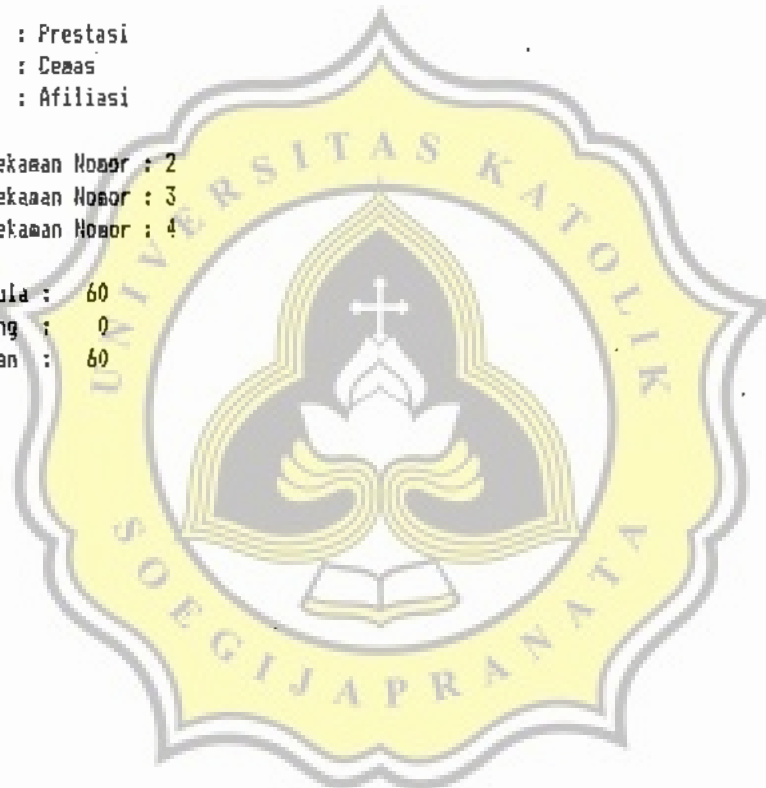 : Prestasi
: Cemas
: Afiliasi
ekaman Nomor : 2
ekaman Nomor : 3
ekaman Nomor : 4
ula : 60
ng : 0
an : 60
UNIVERSITAS KATOLIK
SOEGIJAPRANATA